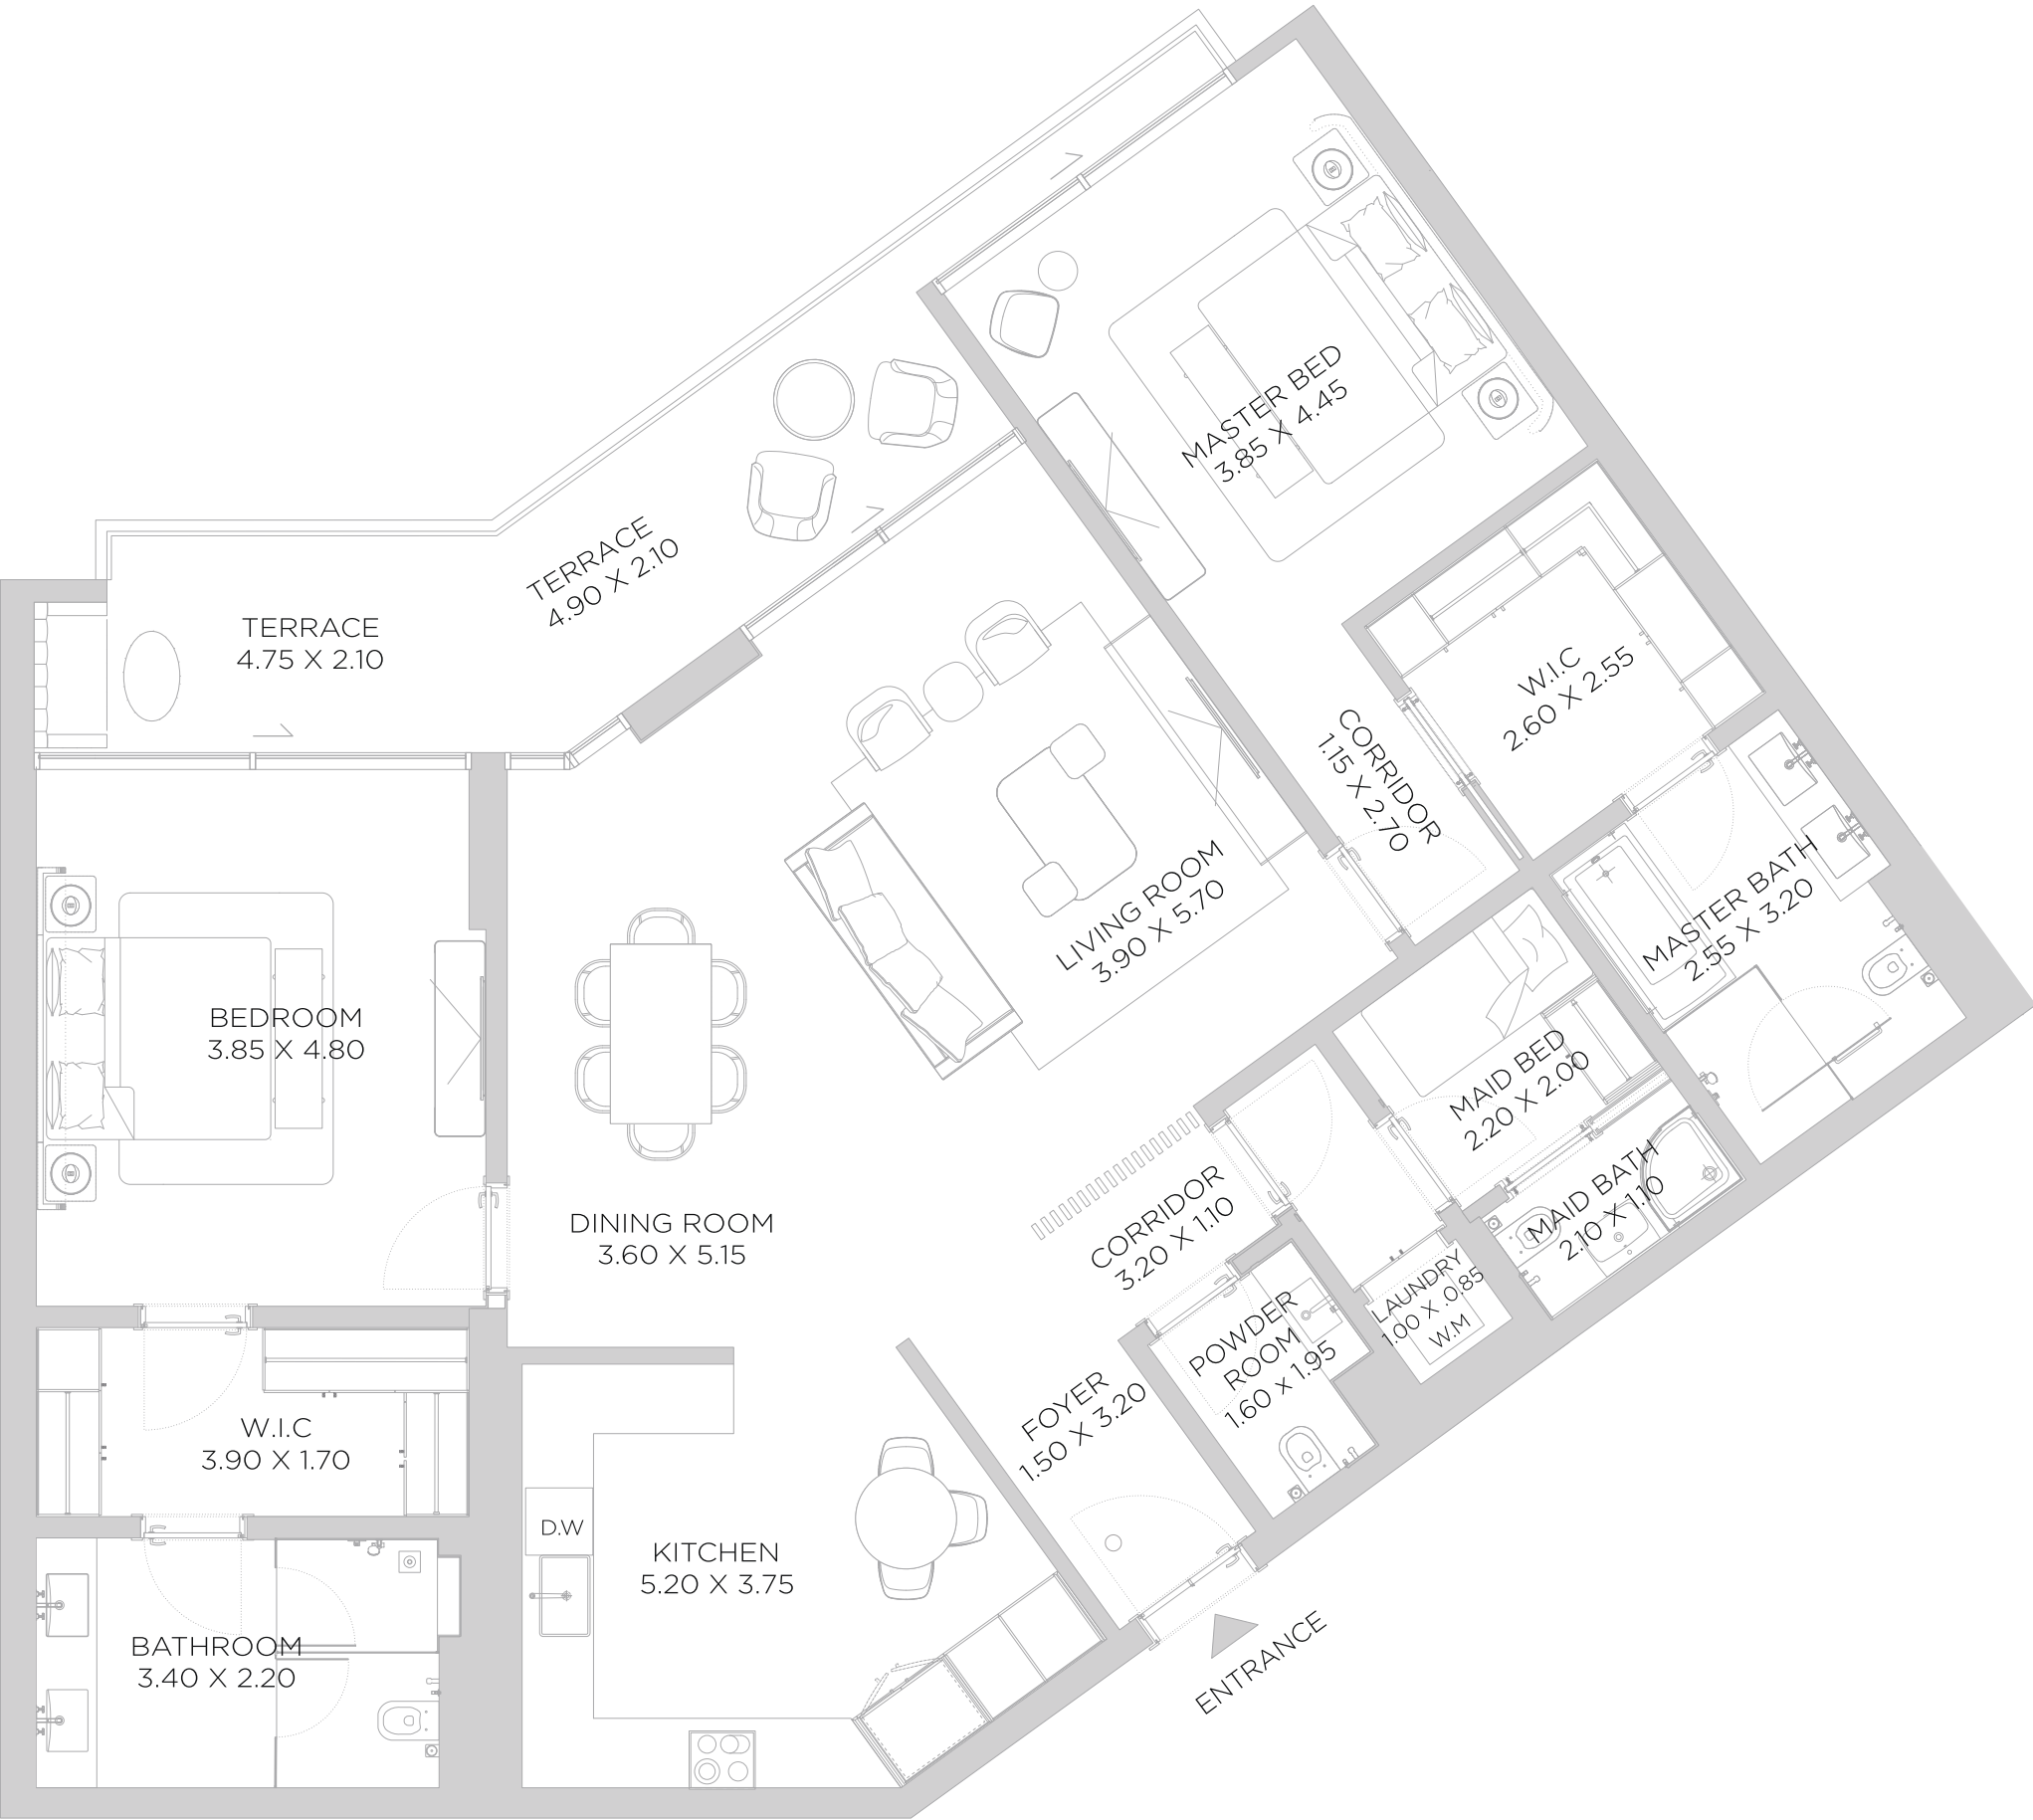 MASTER BED
3.85 X 4.45
TERRACE
4.90 X 2.10
TERRACE
4.75 X 2.10
W.I.C
2.60 X 2.55
CORRIDOR
1.15 X 2.70
LIVING ROOM
3.90 X 5.70
MASTER BATH
2.55 X 3.20
BEDROOM
3.85 X 4.80
MAID BED
2.20 X 2.00
MAID BATH
2.10 X 1.10
DINING ROOM
3.60 X 5.15
CORRIDOR
3.20 X 1.10
LAUNDRY
1.00 X .0.85
W.M
POWDER
ROOM
1.60 X 1.95
FOYER
1.50 X 3.20
W.I.C
3.90 X 1.70
D.W
KITCHEN
5.20 X 3.75
BATHROOM
3.40 X 2.20
ENTRANCE